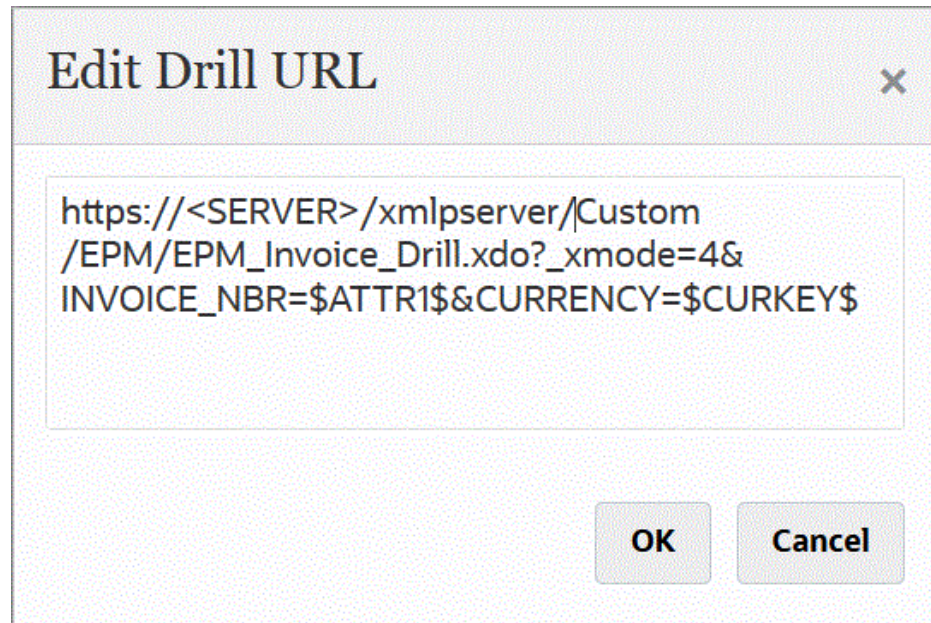 Edit Drill URL
https://<SERVER>/xmlpserver/Custom
/EPM/EPM_Invoice_Drill.xdo?_xmode=4&
INVOICE_NBR=$ATTR1$&CURRENCY=$CURKEY$
OK Cancel